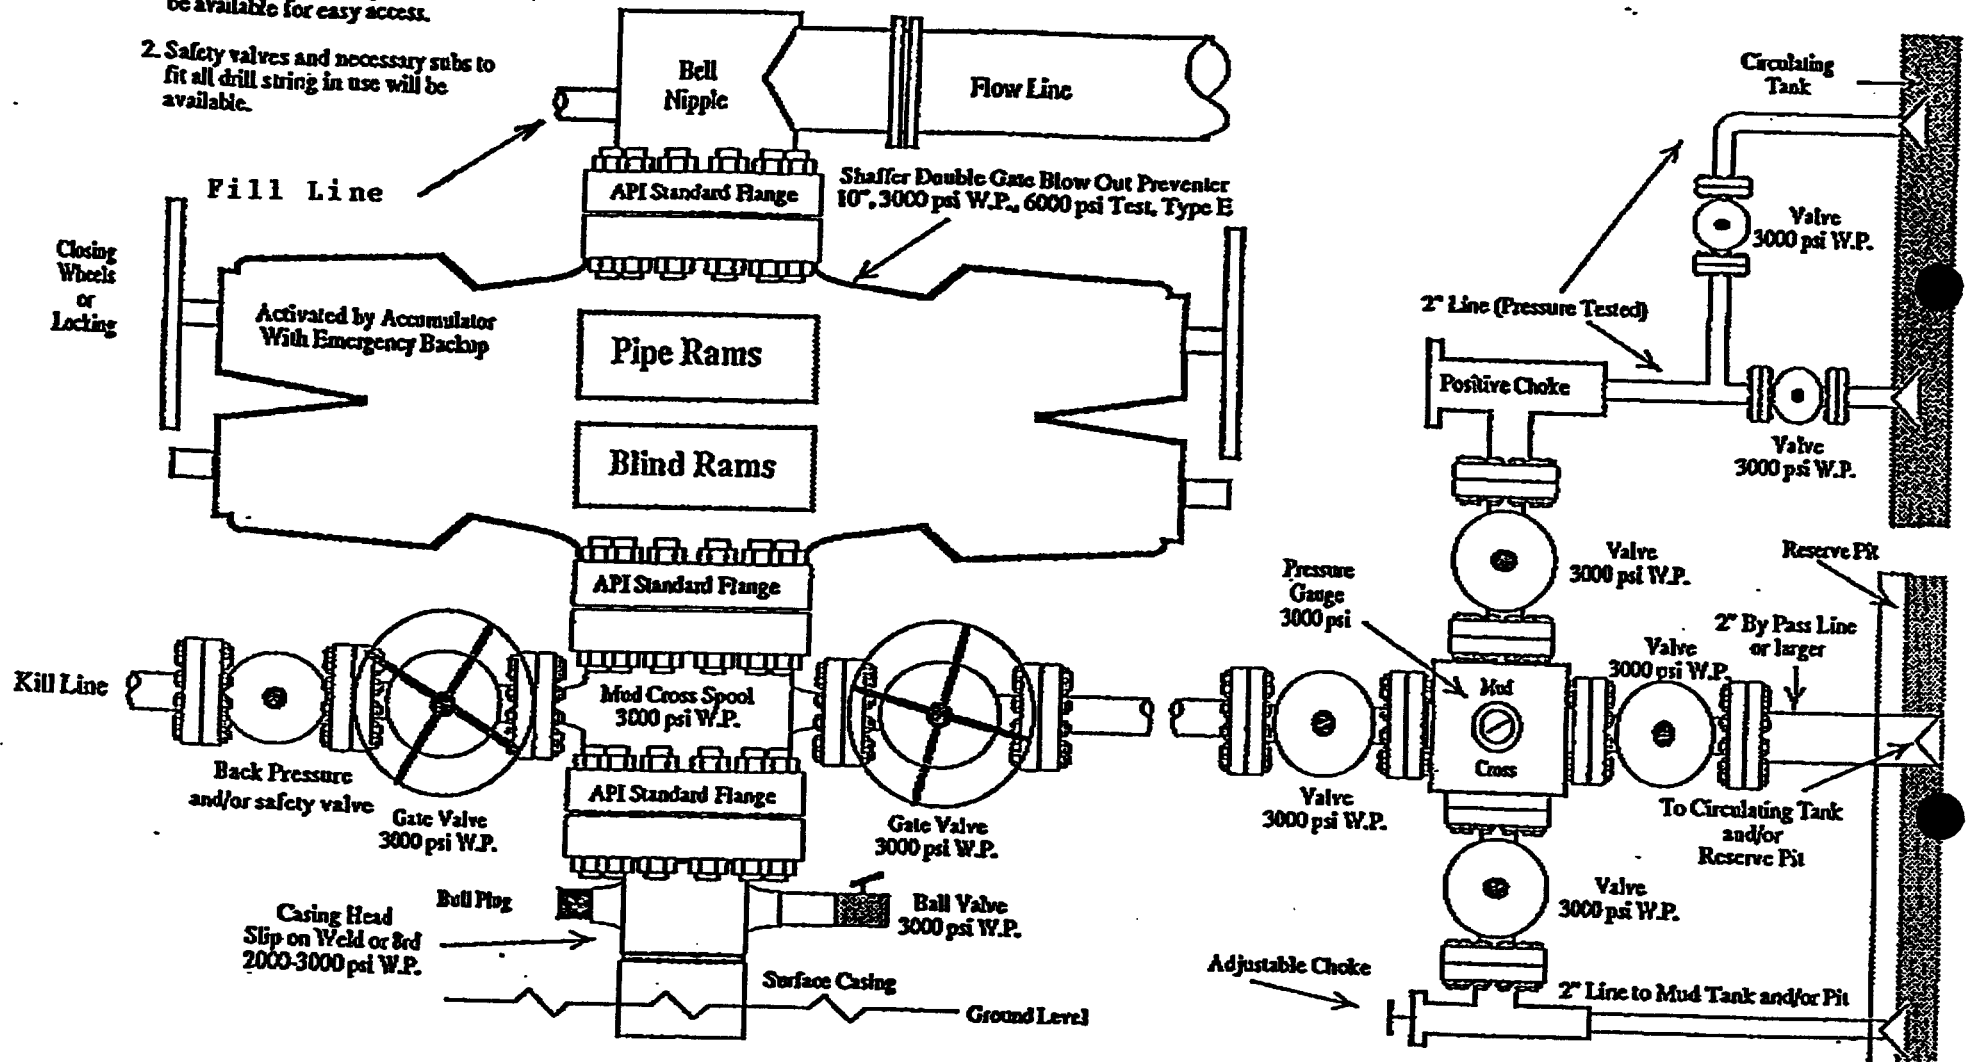 be available for easy access.
2. Safety valves and necessary subs to
fit all drill string in use will be
available.
Bell
Nipple
Flow Line
Fill Line
API Standard Flange
Shaffer Double Gate Blow Out Preventer
10", 3000 psi W.P., 6000 psi Test, Type E
Closing
Wheels
or
Locking
Activated by Accumulator
With Emergency Backup
Pipe Rams
Blind Rams
API Standard Flange
Kill Line
Mud Cross Spool
3000 psi W.P.
Back Pressure
and/or safety valve
Gate Valve
3000 psi W.P.
API Standard Flange
Gate Valve
3000 psi W.P.
Bull Plug
Ball Valve
3000 psi W.P.
Casing Head
Slip on Weld or 8rd
2000-3000 psi W.P.
Surface Casing
Ground Level
Circulating
Tank
Valve
3000 psi W.P.
2" Line (Pressure Tested)
Positive Choke
Valve
3000 psi W.P.
Valve
3000 psi W.P.
Reserve Pit
Pressure
Gauge
3000 psi
Valve
3000 psi W.P.
2" By Pass Line
or larger
Mud
Cross
Valve
3000 psi W.P.
To Circulating Tank
and/or
Reserve Pit
Valve
3000 psi W.P.
Adjustable Choke
2" Line to Mud Tank and/or Pit